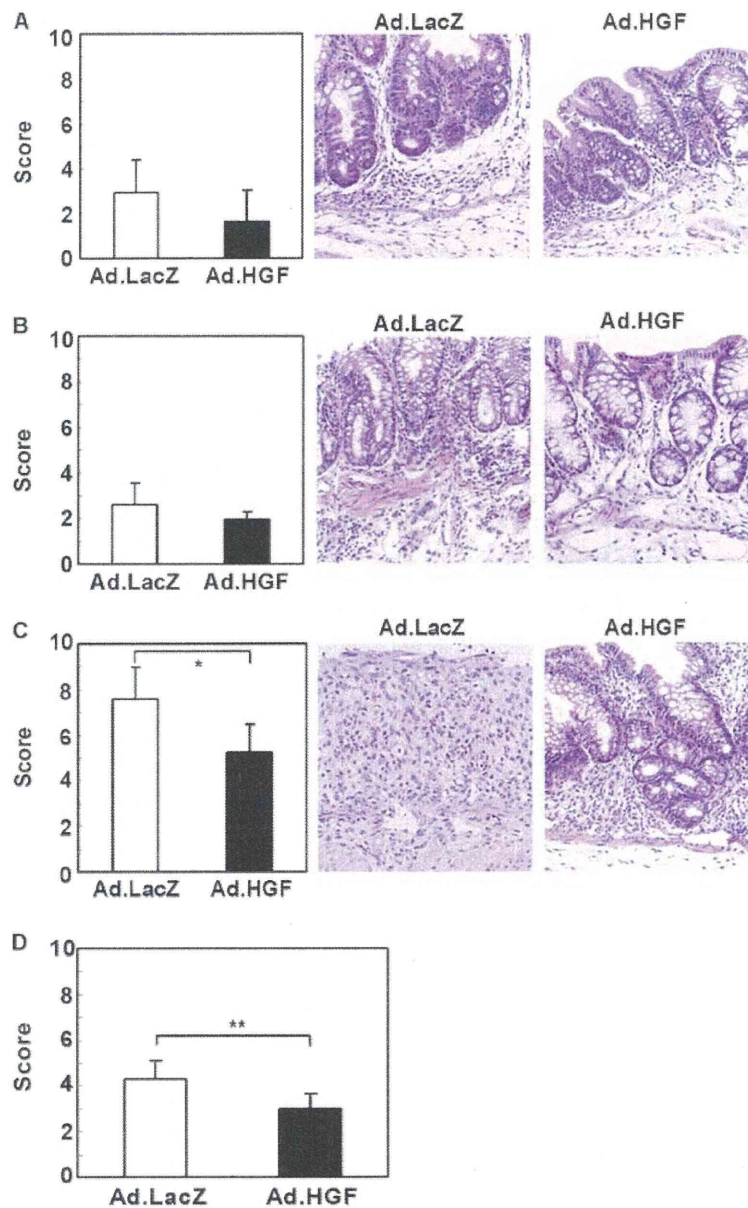 A
Ad.LacZ
Ad.HGF
10
8
6
4
2
0
Score
Ad.LacZ
Ad.HGF
B
Ad.LacZ
Ad.HGF
10
8
6
4
2
0
Score
Ad.LacZ
Ad.HGF
C
Ad.LacZ
Ad.HGF
10
8
6
4
2
0
Score
*
Ad.LacZ
Ad.HGF
D
10
8
6
4
2
0
Score
**
Ad.LacZ
Ad.HGF